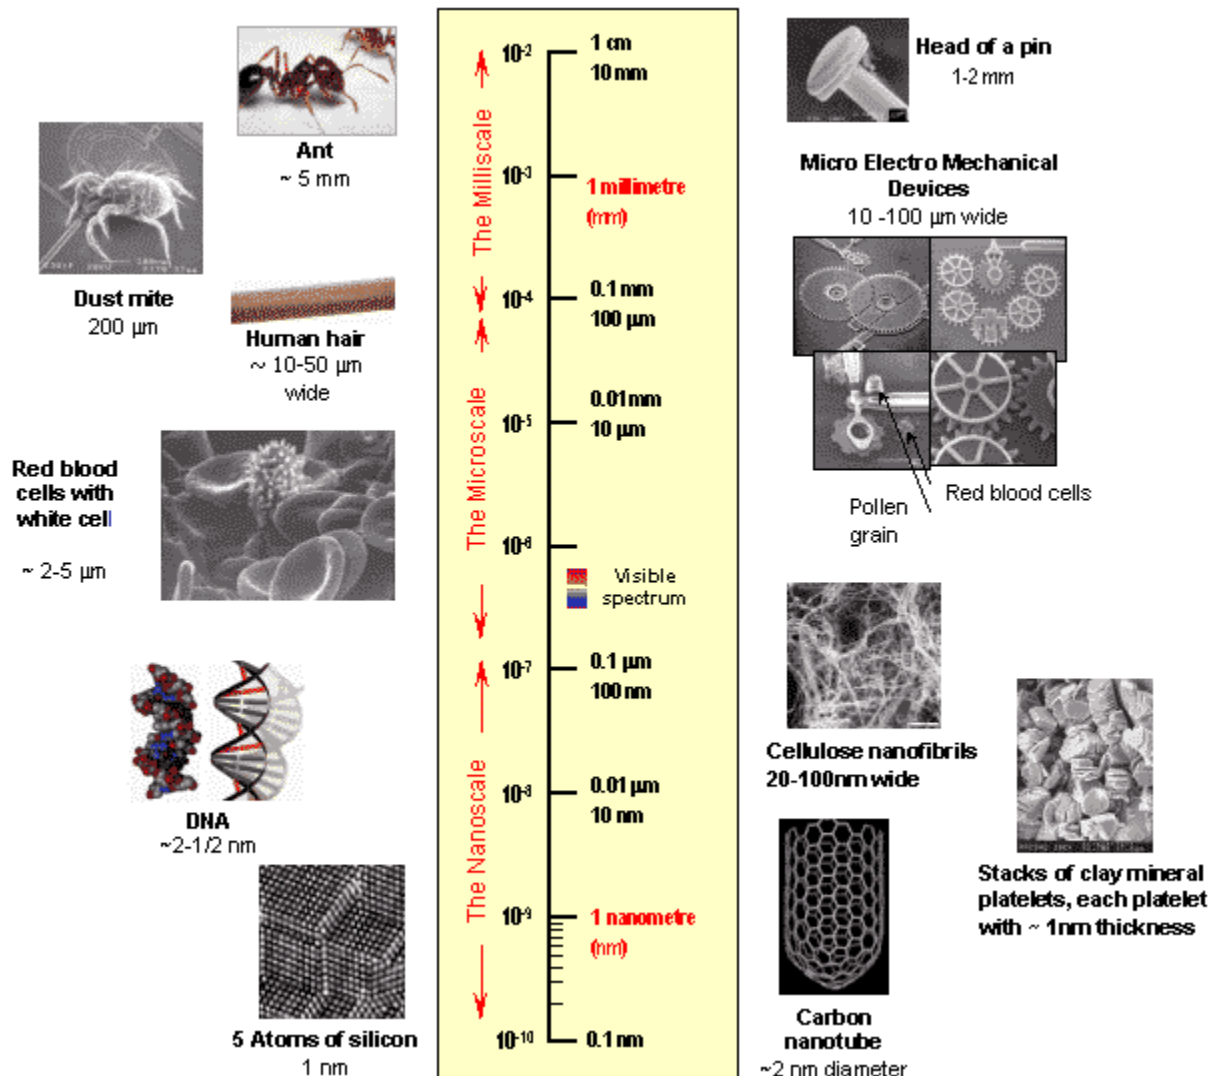 Ant
~ 5 mm
Dust mite
200 µm
Human hair
~ 10-50 µm
wide
Red blood
cells with
white cell
~ 2-5 µm
DNA
~2-1/2 nm
5 Atoms of silicon
1 nm
The Milliscale
The Microscale
The Nanoscale
10-2
1 cm
10 mm
10-3
1 millimetre
(mm)
10-4
0.1 mm
100 µm
10-5
0.01 mm
10 µm
10-6
Visible
spectrum
10-7
0.1 µm
100 nm
10-8
0.01 µm
10 nm
10-9
1 nanometre
(nm)
10-10
0.1 nm
Head of a pin
1-2 mm
Micro Electro Mechanical
Devices
10 -100 µm wide
Red blood cells
Pollen
grain
Cellulose nanofibrils
20-100nm wide
Stacks of clay mineral
platelets, each platelet
with ~ 1nm thickness
Carbon
nanotube
~2 nm diameter